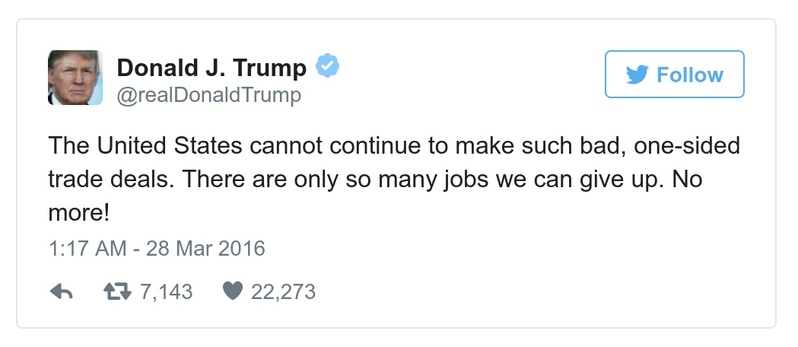 Donald J. Trump
Follow
@realDonaldTrump
The United States cannot continue to make such bad, one-sided
trade deals. There are only so many jobs we can give up. No
more!
1:17 AM - 28 Mar 2016
7,143 22,273